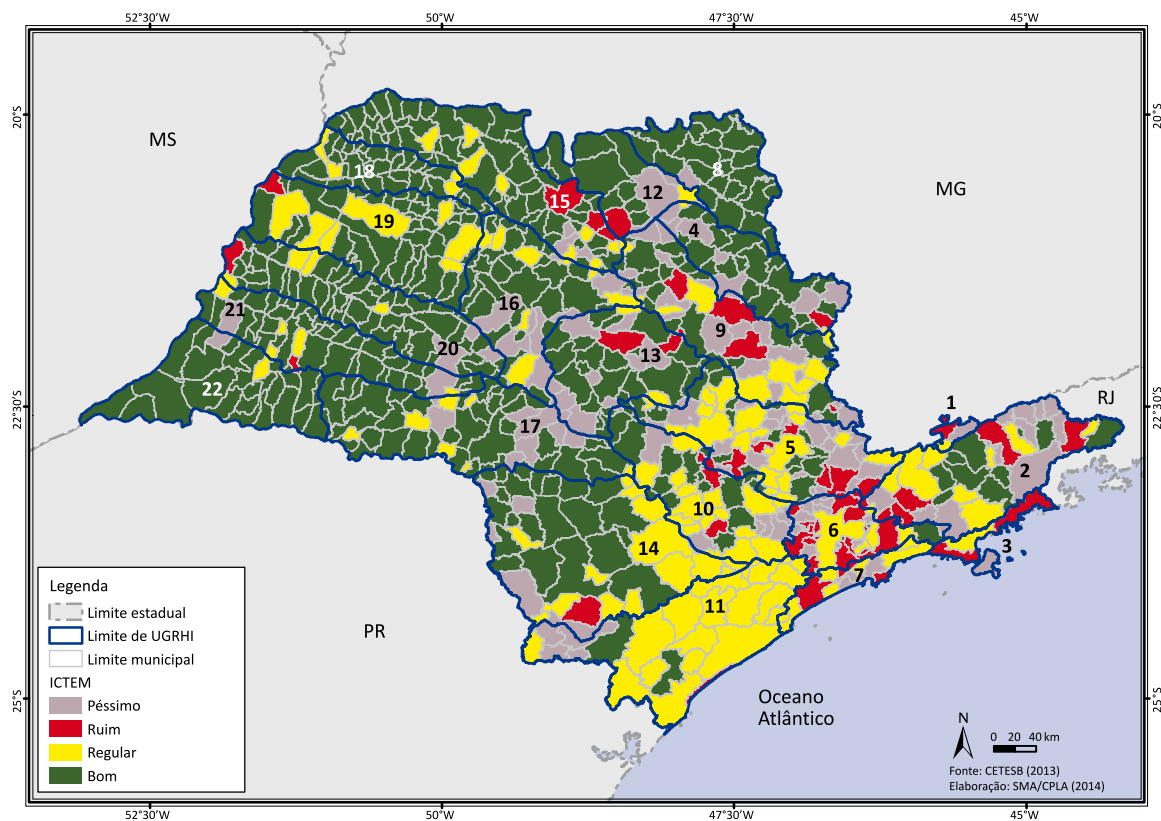 52°30'W 50°W 47°30'W 45°W
20°S
20°S
MS
MG
18
8
12
15
19
4
16
21
9
20
13
22
22°30'S
22°30'S
1
RJ
17
5
2
10
6
14
3
7
11
PR
Legenda
Limite estadual
Limite de UGRHI
Limite municipal
ICTEM
Péssimo
Ruim
Regular
Bom
25°S
25°S
Oceano
Atlântico
N
0 20 40 km
Fonte: CETESB (2013)
Elaboração: SMA/CPLA (2014)
52°30'W 50°W 47°30'W 45°W